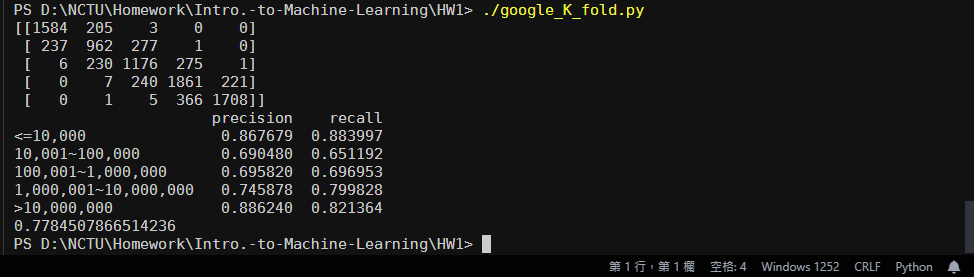 PS D:\NCTU\Homework\Intro.-to-Machine-Learning\HW1> ./google_K_fold.py
[[1584  205    3    0    0]
 [ 237  962  277    1    0]
 [   6  230 1176  275    1]
 [   0    7  240 1861  221]
 [   0    1    5  366 1708]]
                        precision    recall
<=10,000                 0.867679  0.883997
10,001~100,000           0.690480  0.651192
100,001~1,000,000        0.695820  0.696953
1,000,001~10,000,000     0.745878  0.799828
>10,000,000              0.886240  0.821364
0.7784507866514236
PS D:\NCTU\Homework\Intro.-to-Machine-Learning\HW1>
第 1 行，第 1 欄 空格: 4 Windows 1252 CRLF Python